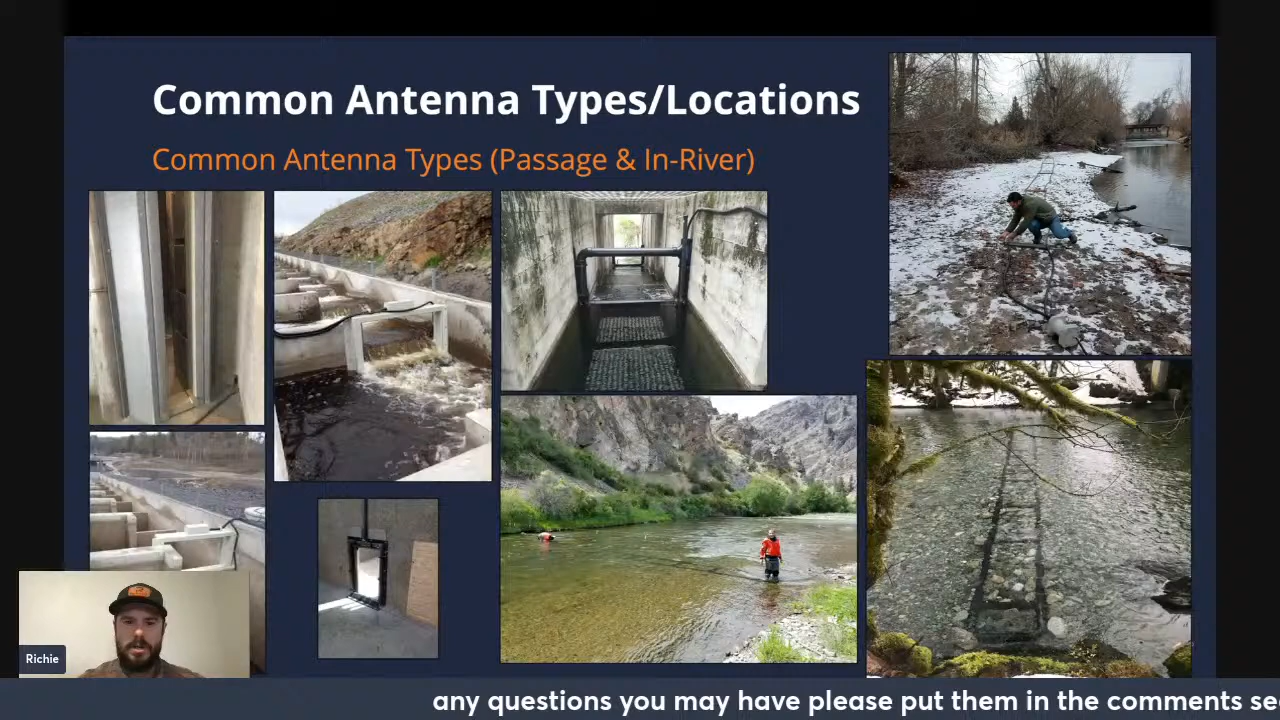 Common Antenna Types/Locations
Common Antenna Types (Passage & In-River)
Richie
any questions you may have please put them in the comments se